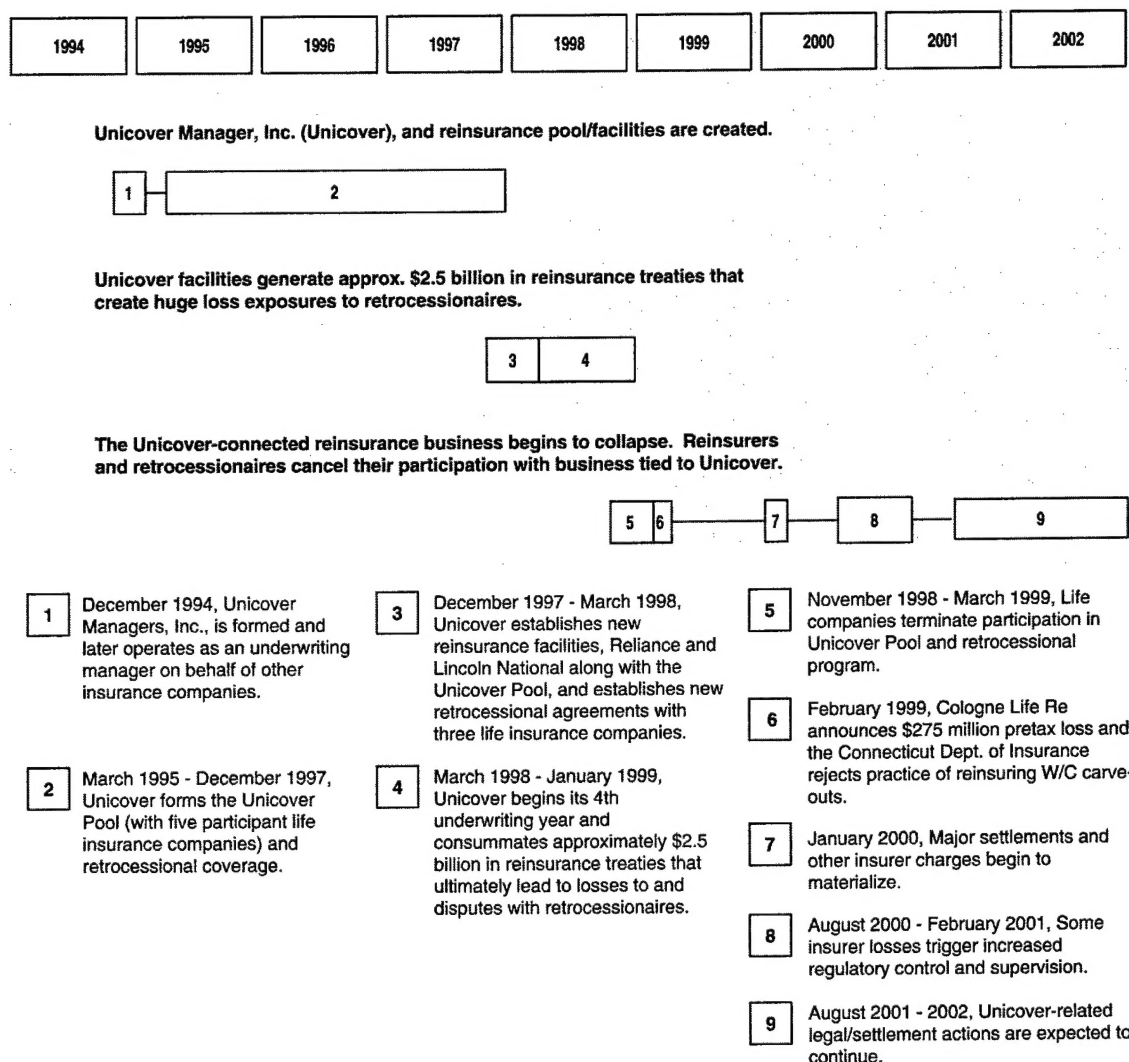 1994 1995 1996 1997 1998 1999 2000 2001 2002
Unicover Manager, Inc. (Unicover), and reinsurance pool/facilities are created.
1 2
Unicover facilities generate approx. $2.5 billion in reinsurance treaties that
create huge loss exposures to retrocessionaires.
3 4
The Unicover-connected reinsurance business begins to collapse. Reinsurers
and retrocessionaires cancel their participation with business tied to Unicover.
5 6 7 8 9
1
December 1994, Unicover
Managers, Inc., is formed and
later operates as an underwriting
manager on behalf of other
insurance companies.
2
March 1995 - December 1997,
Unicover forms the Unicover
Pool (with five participant life
insurance companies) and
retrocessional coverage.
3
December 1997 - March 1998,
Unicover establishes new
reinsurance facilities, Reliance and
Lincoln National along with the
Unicover Pool, and establishes new
retrocessional agreements with
three life insurance companies.
4
March 1998 - January 1999,
Unicover begins its 4th
underwriting year and
consummates approximately $2.5
billion in reinsurance treaties that
ultimately lead to losses to and
disputes with retrocessionaires.
5
November 1998 - March 1999, Life
companies terminate participation in
Unicover Pool and retrocessional
program.
6
February 1999, Cologne Life Re
announces $275 million pretax loss and
the Connecticut Dept. of Insurance
rejects practice of reinsuring W/C carve-
outs.
7
January 2000, Major settlements and
other insurer charges begin to
materialize.
8
August 2000 - February 2001, Some
insurer losses trigger increased
regulatory control and supervision.
9
August 2001 - 2002, Unicover-related
legal/settlement actions are expected to
continue.